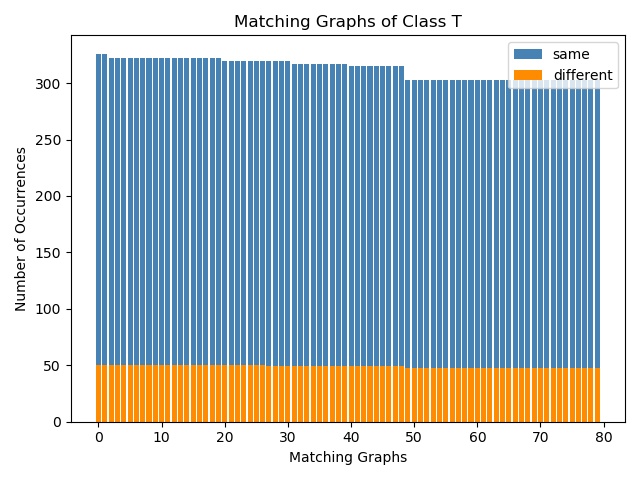 Matching Graphs of Class T
same
different
Number of Occurrences
300
250
200
150
100
50
0
0 10 20 30 40 50 60 70 80
Matching Graphs